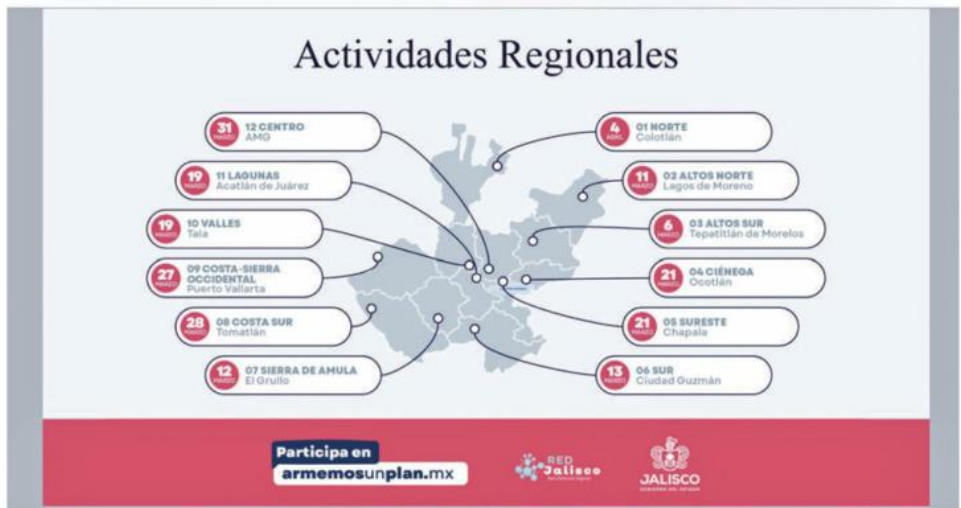 Actividades Regionales
31 MARZO
12 CENTRO
AMG
19 MARZO
11 LAGUNAS
Acatlán de Juárez
19 MARZO
10 VALLES
Tala
27 MARZO
09 COSTA-SIERRA
OCCIDENTAL
Puerto Vallarta
28 MARZO
08 COSTA SUR
Tomatlán
12 MARZO
07 SIERRA DE AMULA
El Grullo
4 ABRIL
01 NORTE
Colotlán
11 MARZO
02 ALTOS NORTE
Lagos de Moreno
6 MARZO
03 ALTOS SUR
Tepatitlán de Morelos
21 MARZO
04 CIÉNEGA
Ocotlán
21 MARZO
05 SURESTE
Chapala
13 MARZO
06 SUR
Ciudad Guzmán
Participa en
armemosunplan.mx
RED
Jalisco
JALISCO
GOBIERNO DEL ESTADO